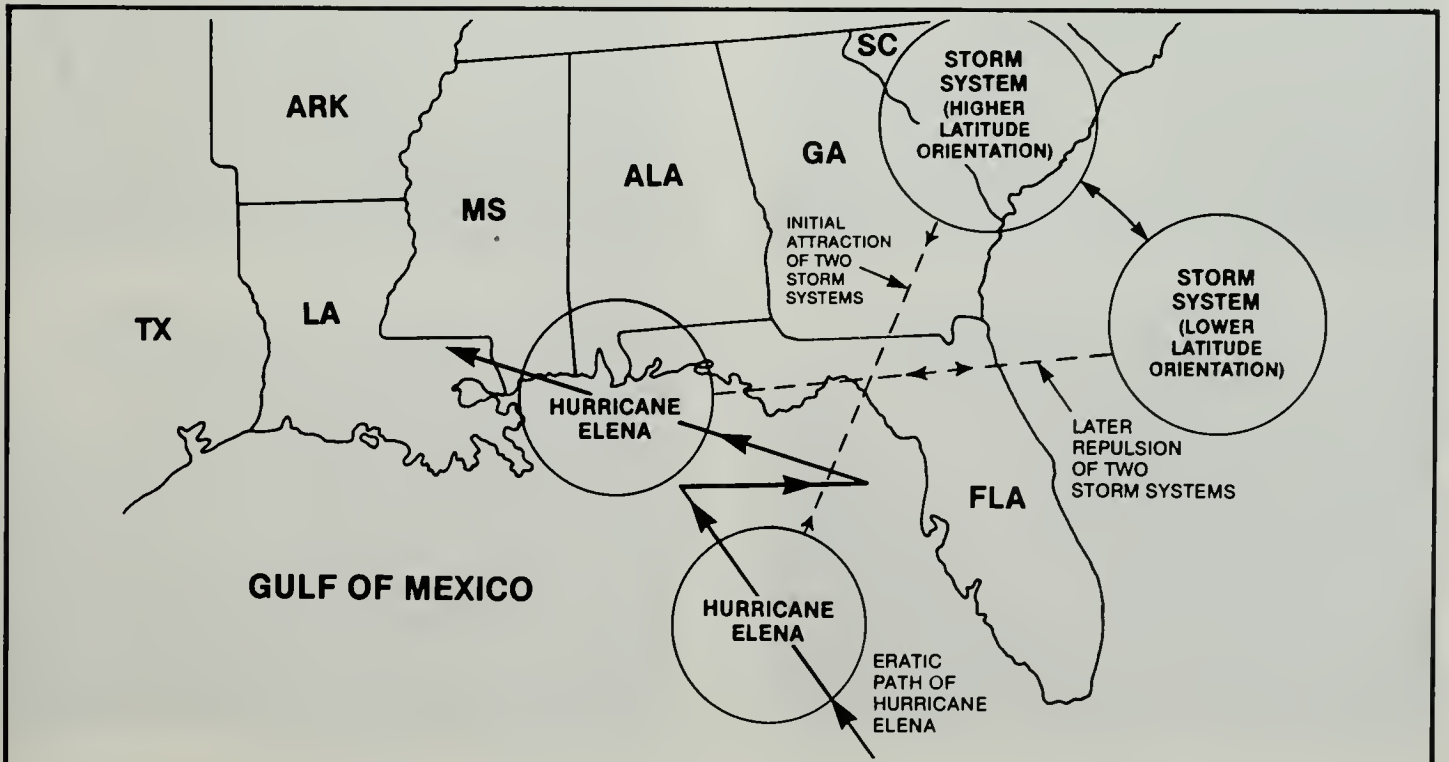 SC
STORM
SYSTEM
(HIGHER
LATITUDE
ORIENTATION)
ARK
GA
ALA
MS
INITIAL
ATTRACTION
OF TWO
STORM
SYSTEMS
STORM
SYSTEM
(LOWER
LATITUDE
ORIENTATION)
TX
LA
HURRICANE
ELENA
LATER
REPULSION
OF TWO
STORM SYSTEMS
FLA
GULF OF MEXICO
HURRICANE
ELENA
ERATIC
PATH OF
HURRICANE
ELENA